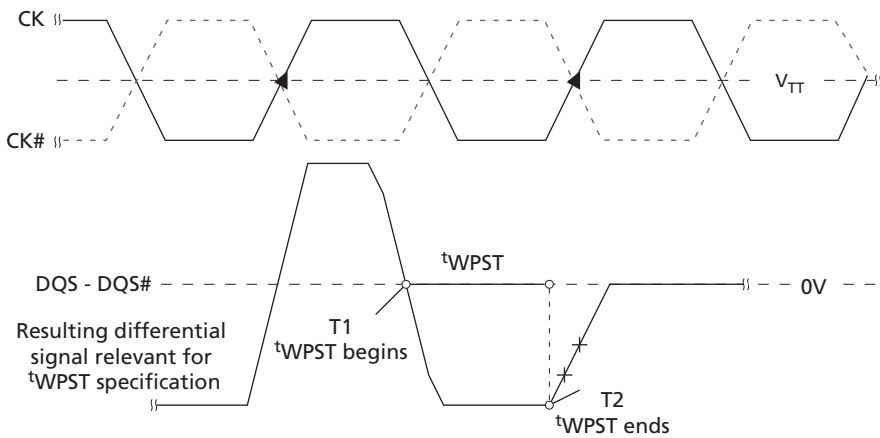 CK
V_TT
CK#
tWPST
DQS - DQS#
0V
T1
tWPST begins
Resulting differential
signal relevant for
tWPST specification
T2
tWPST ends